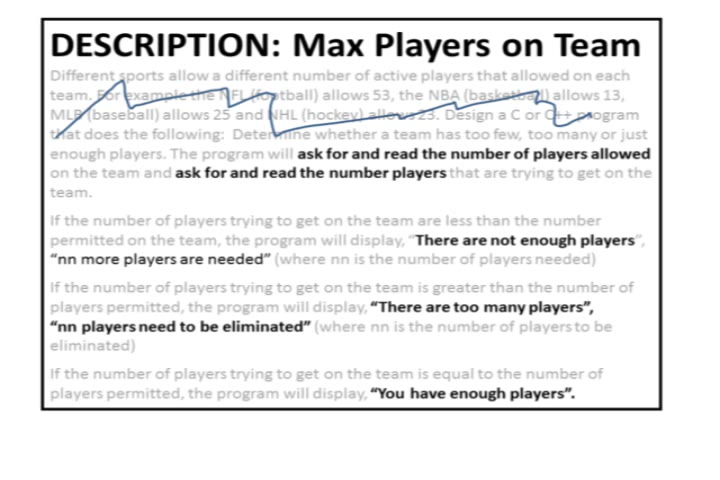 DESCRIPTION: Max Players on Team
Different sports allow a different number of active players that allowed on each
team. For example the NFL (football) allows 53, the NBA (basketball) allows 13,
MLB (baseball) allows 25 and NHL (hockey) allows 23. Design a C or C++ program
that does the following: Determine whether a team has too few, too many or just
enough players. The program will ask for and read the number of players allowed
on the team and ask for and read the number players that are trying to get on the
team.
If the number of players trying to get on the team are less than the number
permitted on the team, the program will display, “There are not enough players”,
“nn more players are needed” (where nn is the number of players needed)
If the number of players trying to get on the team is greater than the number of
players permitted, the program will display, “There are too many players”,
“nn players need to be eliminated” (where nn is the number of players to be
eliminated)
If the number of players trying to get on the team is equal to the number of
players permitted, the program will display, “You have enough players”.